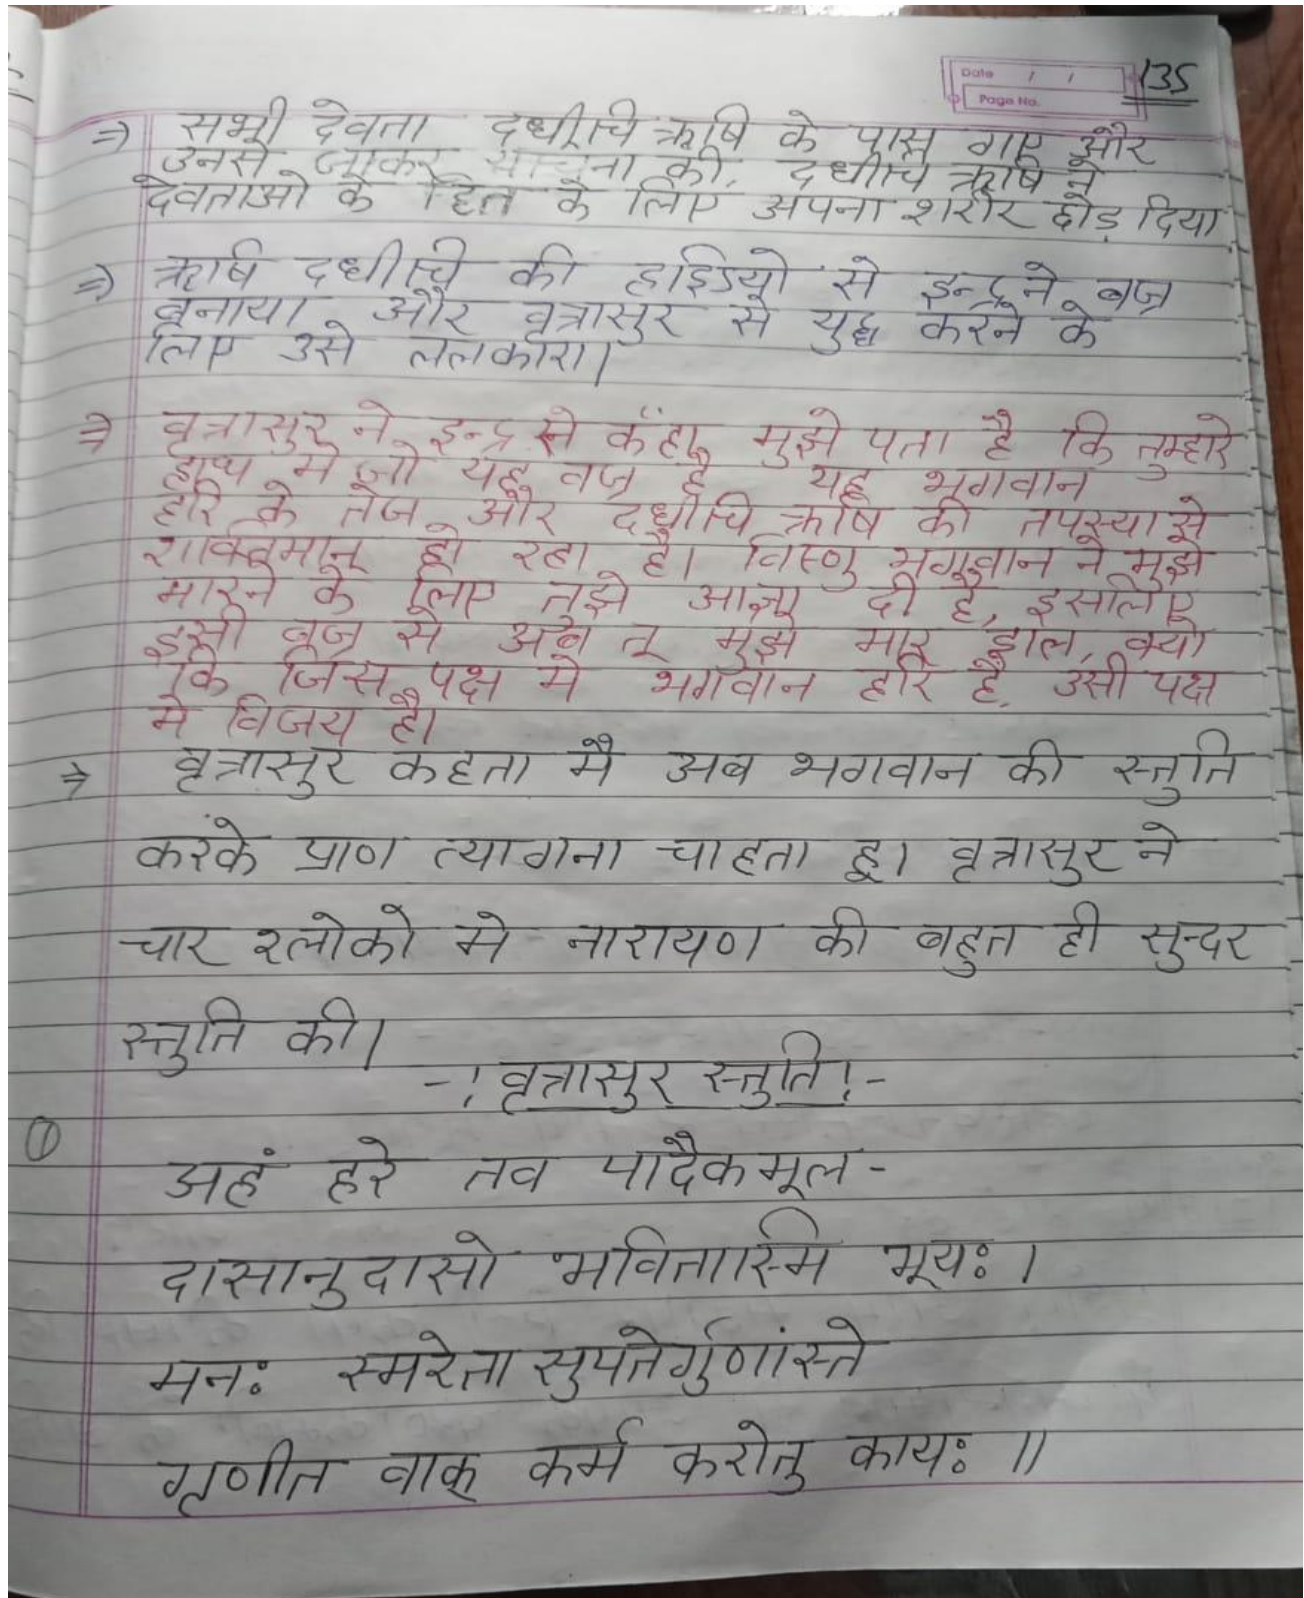 Date / / 135
Page No.
⇒ सभी देवता दधीचि ऋषि के पास गए और
उनसे जाकर याचना की, दधीचि ऋषि ने
देवताओ के हित के लिए अपना शरीर छोड़ दिया
⇒ ऋषि दधीचि की हडि्डयो से इन्द्र ने बज्र
बनाया और वृत्रासुर से युद्ध करने के
लिए उसे ललकारा।
⇒ वृत्रासुर ने इन्द्र से कँहा, मुझे पता है कि तुम्हारे
हाथ मे जो यह वज्र है यह भगवान
हरि के तेज और दधीचि ऋषि की तपस्या से
शक्तिमान हो रहा है। विष्णु भगवान ने मुझे
मारने के लिए तुझे आज्ञा दी है, इसलिए
इसी वज्र से अब तू मुझे मार डाल, क्यो
कि जिस पक्ष मे भगवान हरि है, उसी पक्ष
मे विजय है।
⇒ वृत्रासुर कहता मै अब भगवान की स्तुति
करके प्राण त्यागना चाहता हू। वृत्रासुर ने
चार श्लोको मे नारायण की बहुत ही सुन्दर
स्तुति की।
-: वृत्रासुर स्तुति :-
① अहं हरे तव पादैकमूल-
दासानुदासो भवितास्मि भूयः ।
मनः स्मरेता सुपतेर्गुणांस्ते
गृणीत वाक् कर्म करोतु कायः ॥